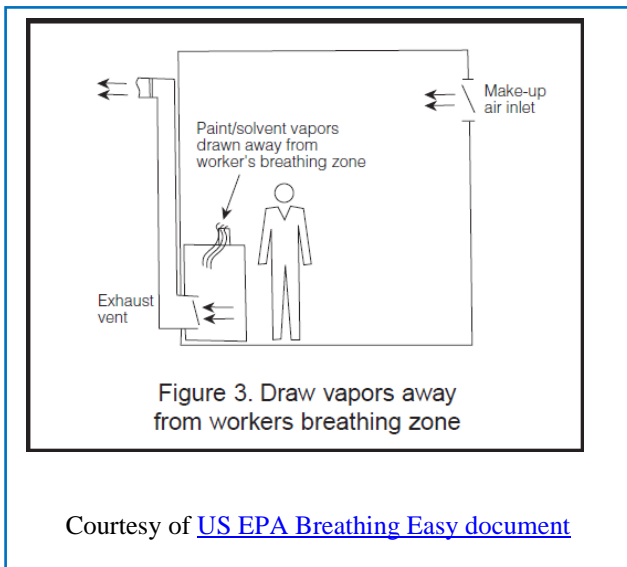 Make-up
air inlet
Paint/solvent vapors
drawn away from
worker's breathing zone
Exhaust
vent
Figure 3. Draw vapors away
from workers breathing zone
Courtesy of US EPA Breathing Easy document